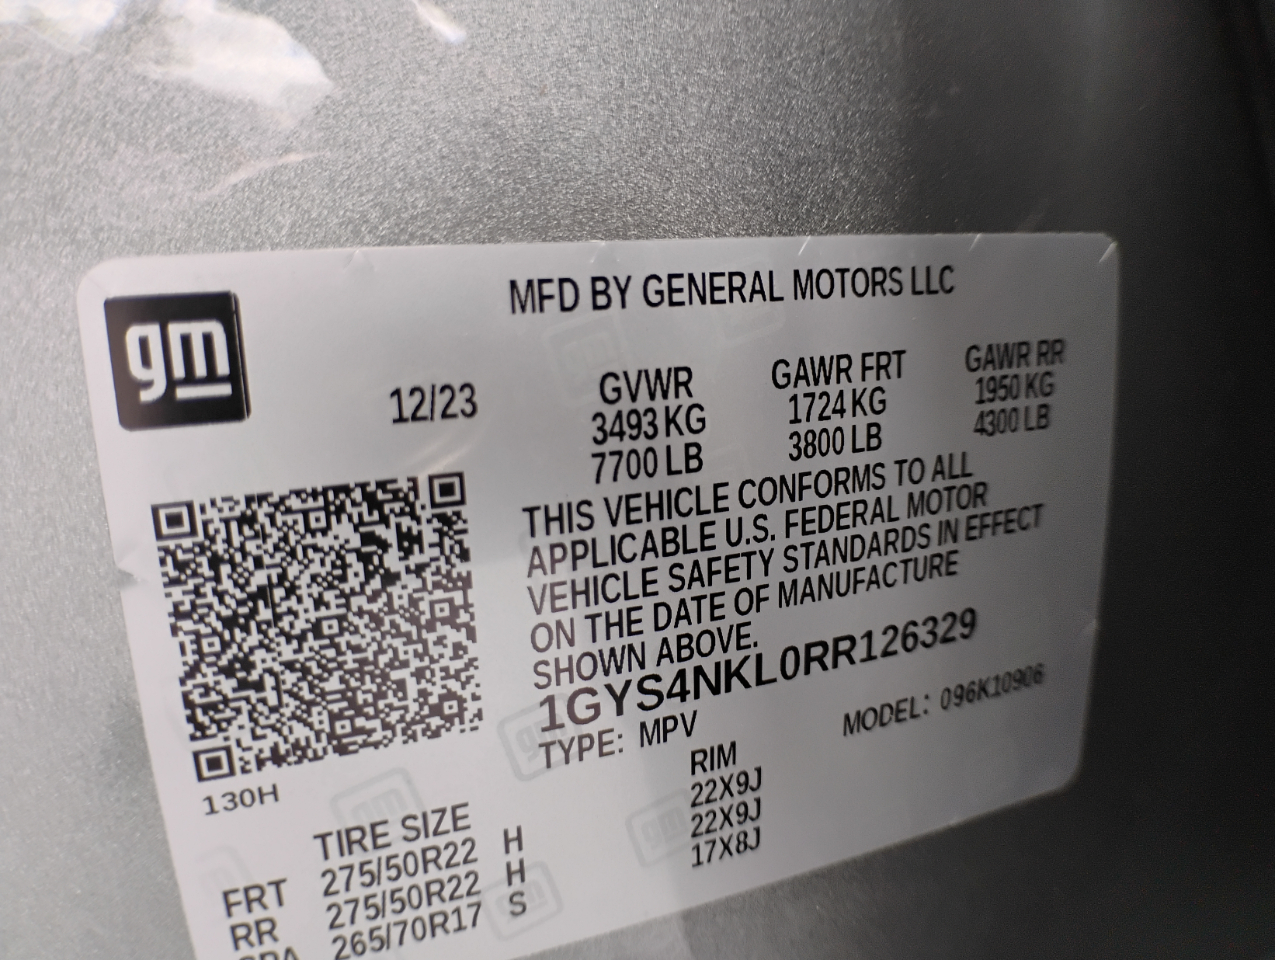 gm
MFD BY GENERAL MOTORS LLC
12/23
GVWR
3493 KG
7700 LB
GAWR FRT
1724 KG
3800 LB
GAWR RR
1950 KG
4300 LB
THIS VEHICLE CONFORMS TO ALL
APPLICABLE U.S. FEDERAL MOTOR
VEHICLE SAFETY STANDARDS IN EFFECT
ON THE DATE OF MANUFACTURE
SHOWN ABOVE.
1GYS4NKL0RR126329
TYPE: MPV
MODEL: 096K10906
130H
TIRE SIZE RIM
FRT 275/50R22 H 22X9J
RR 275/50R22 H 22X9J
SPA 265/70R17 S 17X8J